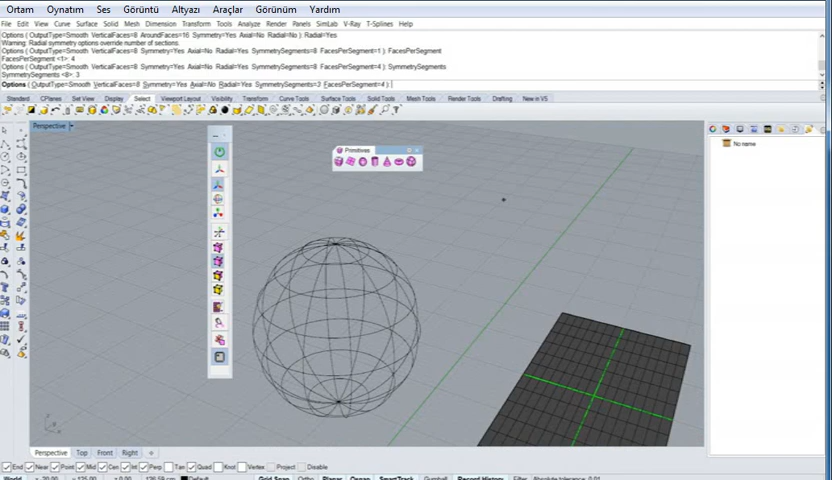 Ortam Oynatım Ses Görüntü Altyazı Araçlar Görünüm Yardım
File Edit View Curve Surface Solid Mesh Dimension Transform Tools Analyze Render Panels SimLab V-Ray T-Splines Help
Options ( OutputType=Smooth VerticalFaces=8 AroundFaces=16 Symmetry=Yes Axial=No Radial=No ): Radial=Yes
Warning: Radial symmetry options override number of sections.
Options ( OutputType=Smooth VerticalFaces=8 Symmetry=Yes Axial=No Radial=Yes SymmetrySegments=8 FacesPerSegment=1 ): FacesPerSegment
FacesPerSegment <1>: 4
Options ( OutputType=Smooth VerticalFaces=8 Symmetry=Yes Axial=No Radial=Yes SymmetrySegments=8 FacesPerSegment=4 ): SymmetrySegments
SymmetrySegments <8>: 3
Options ( OutputType=Smooth VerticalFaces=8 Symmetry=Yes Axial=No Radial=Yes SymmetrySegments=3 FacesPerSegment=4 ):
Standard CPlanes Set View Display Select Viewport Layout Visibility Transform Curve Tools Surface Tools Solid Tools Mesh Tools Render Tools Drafting New in V5
Perspective
Primitives
No name
Perspective Top Front Right
End Near Point Mid Cen Int Perp Tan Quad Knot Vertex Project Disable
World Default Grid Snap Ortho Planar Osnap SmartTrack Gumball Record History Filter Absolute tolerance: 0.01